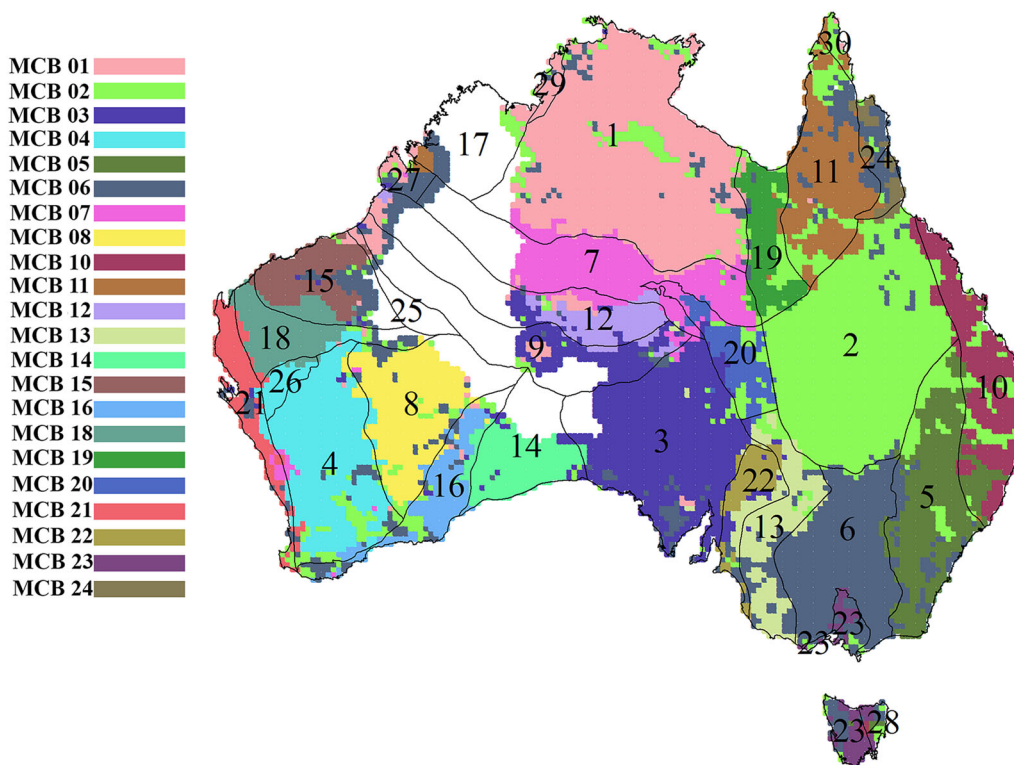 MCB 01
MCB 02
MCB 03
MCB 04
MCB 05
MCB 06
MCB 07
MCB 08
MCB 10
MCB 11
MCB 12
MCB 13
MCB 14
MCB 15
MCB 16
MCB 18
MCB 19
MCB 20
MCB 21
MCB 22
MCB 23
MCB 24
30
29
17
1
27
11
24
15
7
19
25
12
18
9
20
2
26
21
8
10
14
3
4
16
22
5
13
6
23
23
23
28